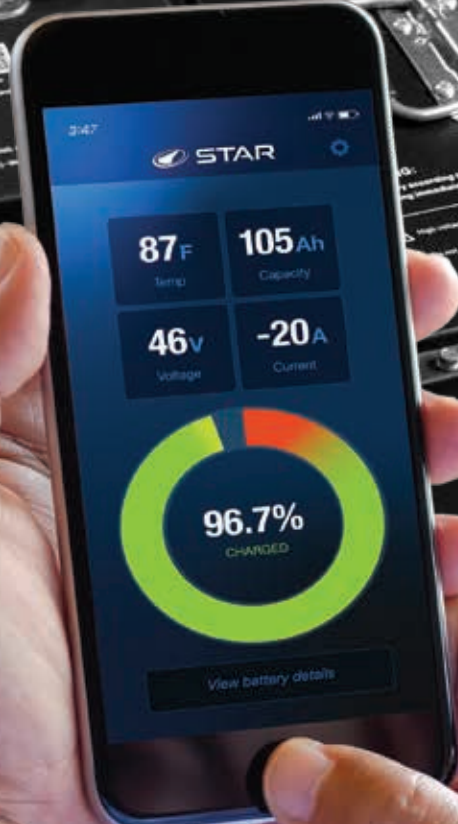 3:47
STAR
87F
Temp
105Ah
Capacity
46V
Voltage
-20A
Current
96.7%
CHARGED
View battery details